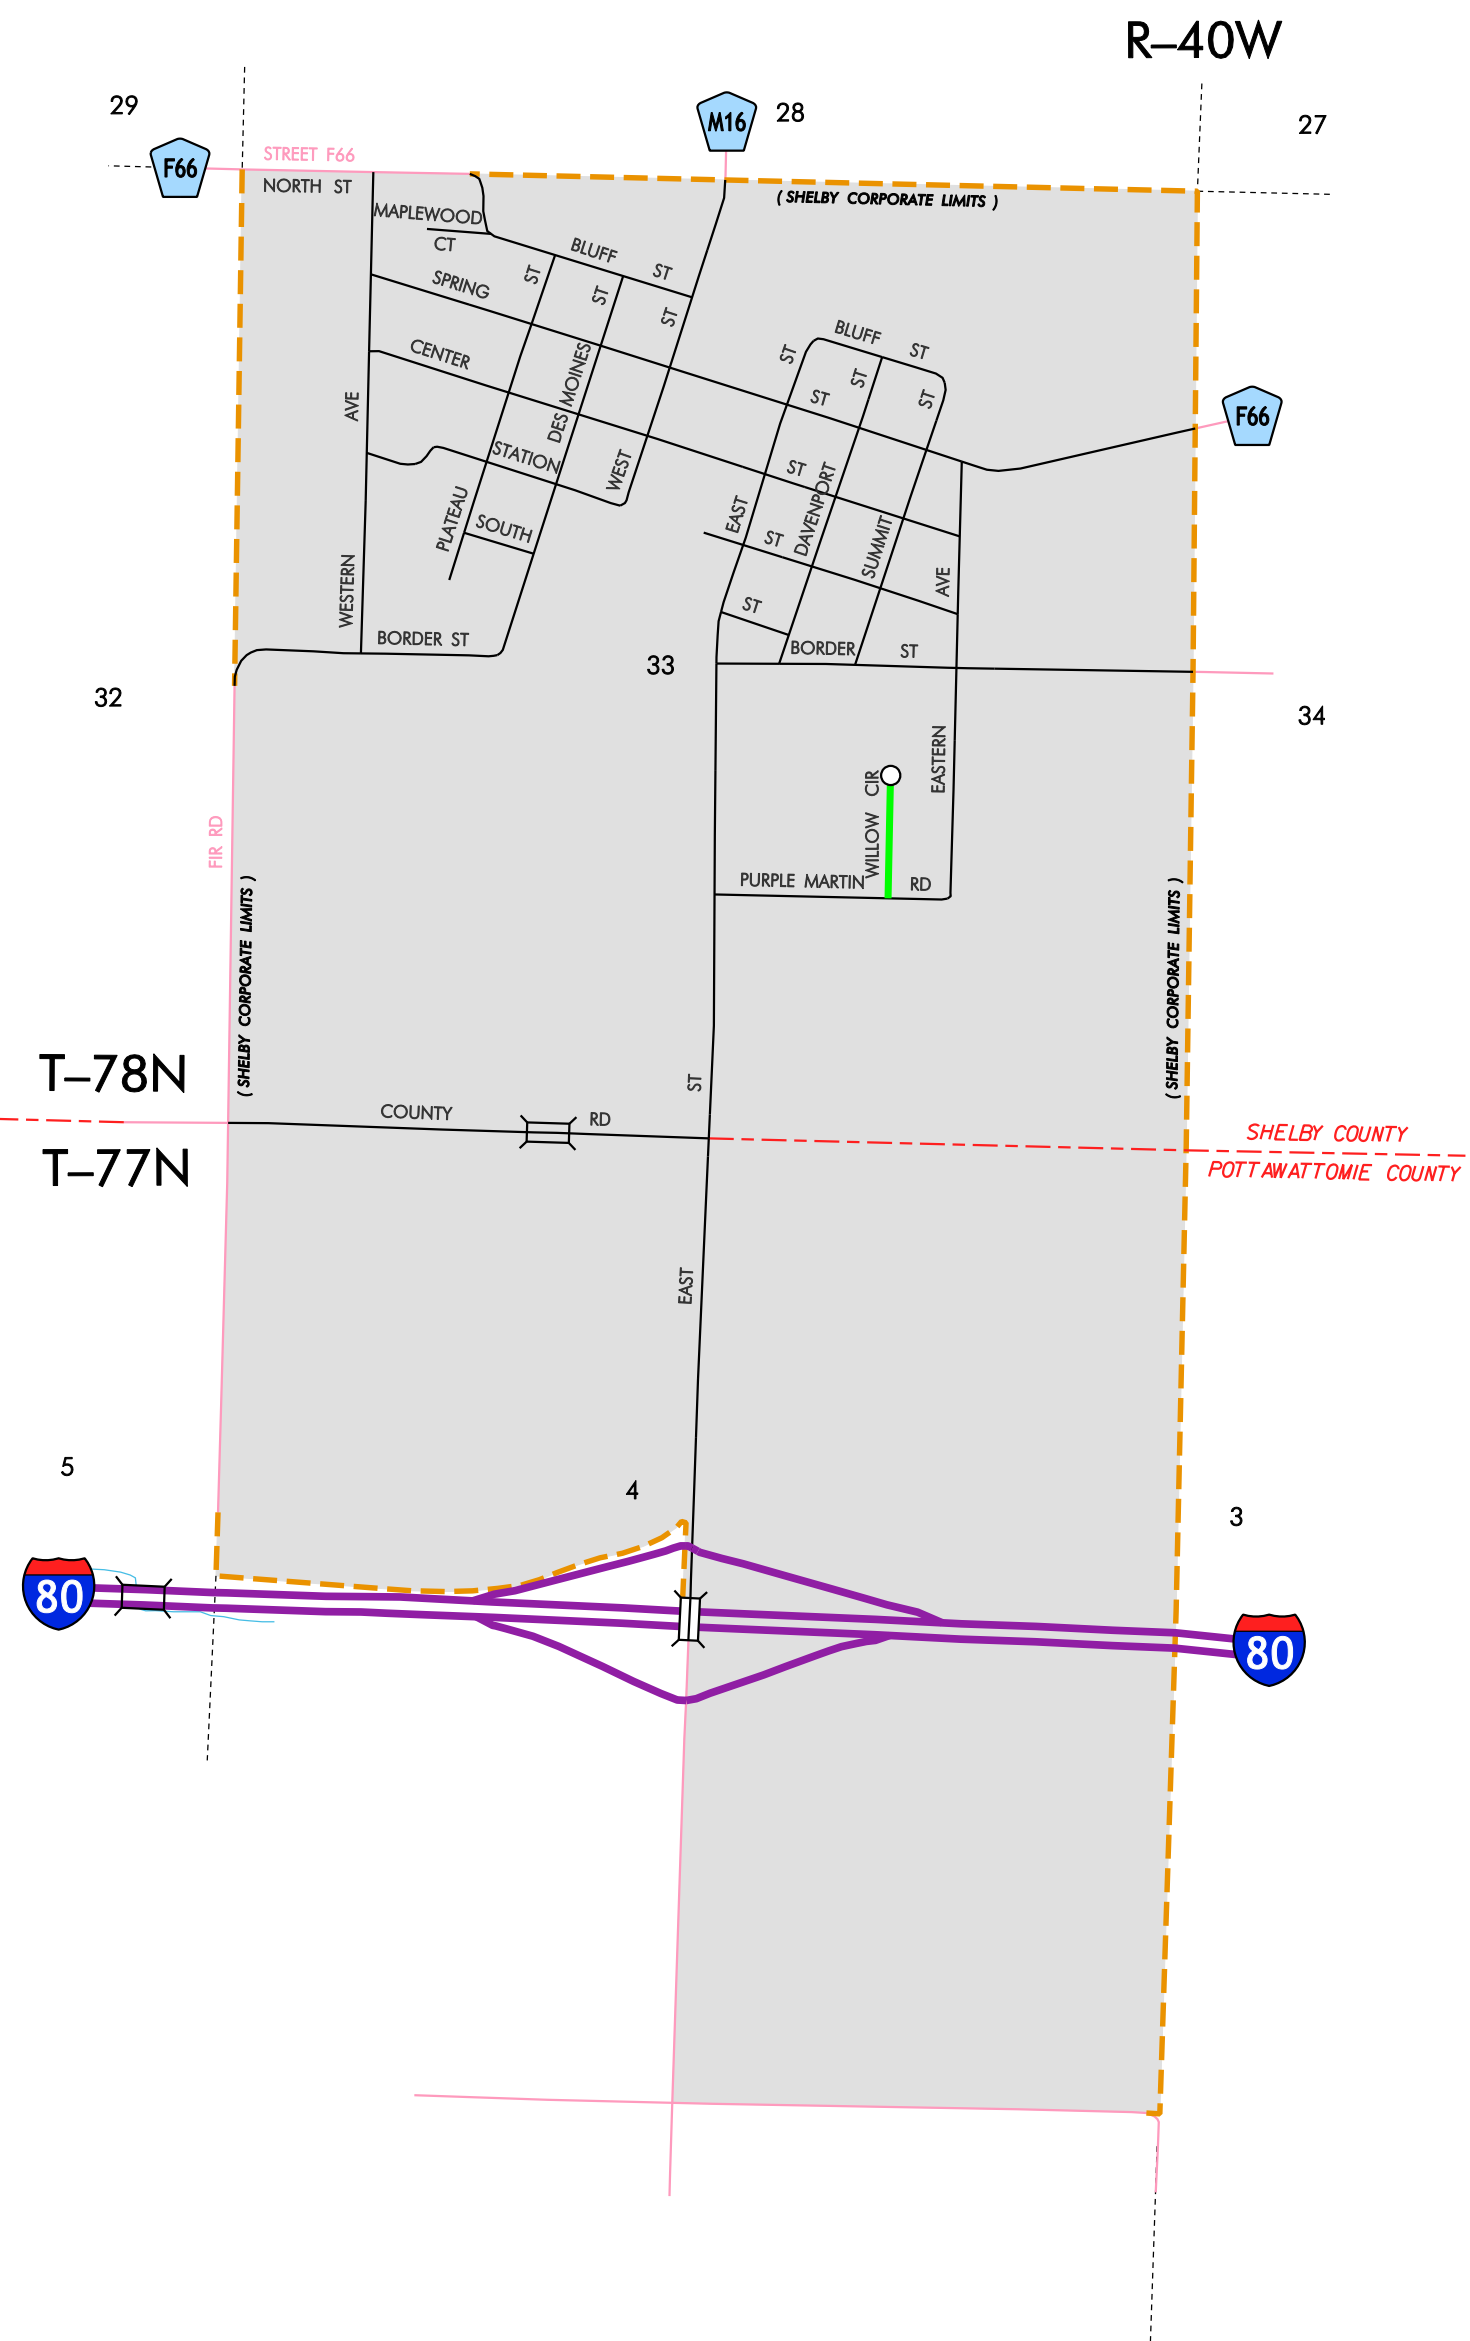 R–40W
29
M16
28
27
F66
STREET F66
NORTH ST
( SHELBY CORPORATE LIMITS )
MAPLEWOOD
CT
BLUFF ST
ST
ST
ST
SPRING
CENTER
DES MOINES
AVE
STATION
WEST
PLATEAU
SOUTH
WESTERN
BORDER ST
BLUFF ST
ST
ST
ST
ST
F66
ST
EAST
DAVENPORT
SUMMIT
ST
AVE
ST
BORDER ST
33
32
34
EASTERN
WILLOW CIR
PURPLE MARTIN RD
FIR RD
( SHELBY CORPORATE LIMITS )
( SHELBY CORPORATE LIMITS )
T–78N
ST
COUNTY RD
SHELBY COUNTY
T–77N
POTTAWATTOMIE COUNTY
EAST
5
4
3
80
80